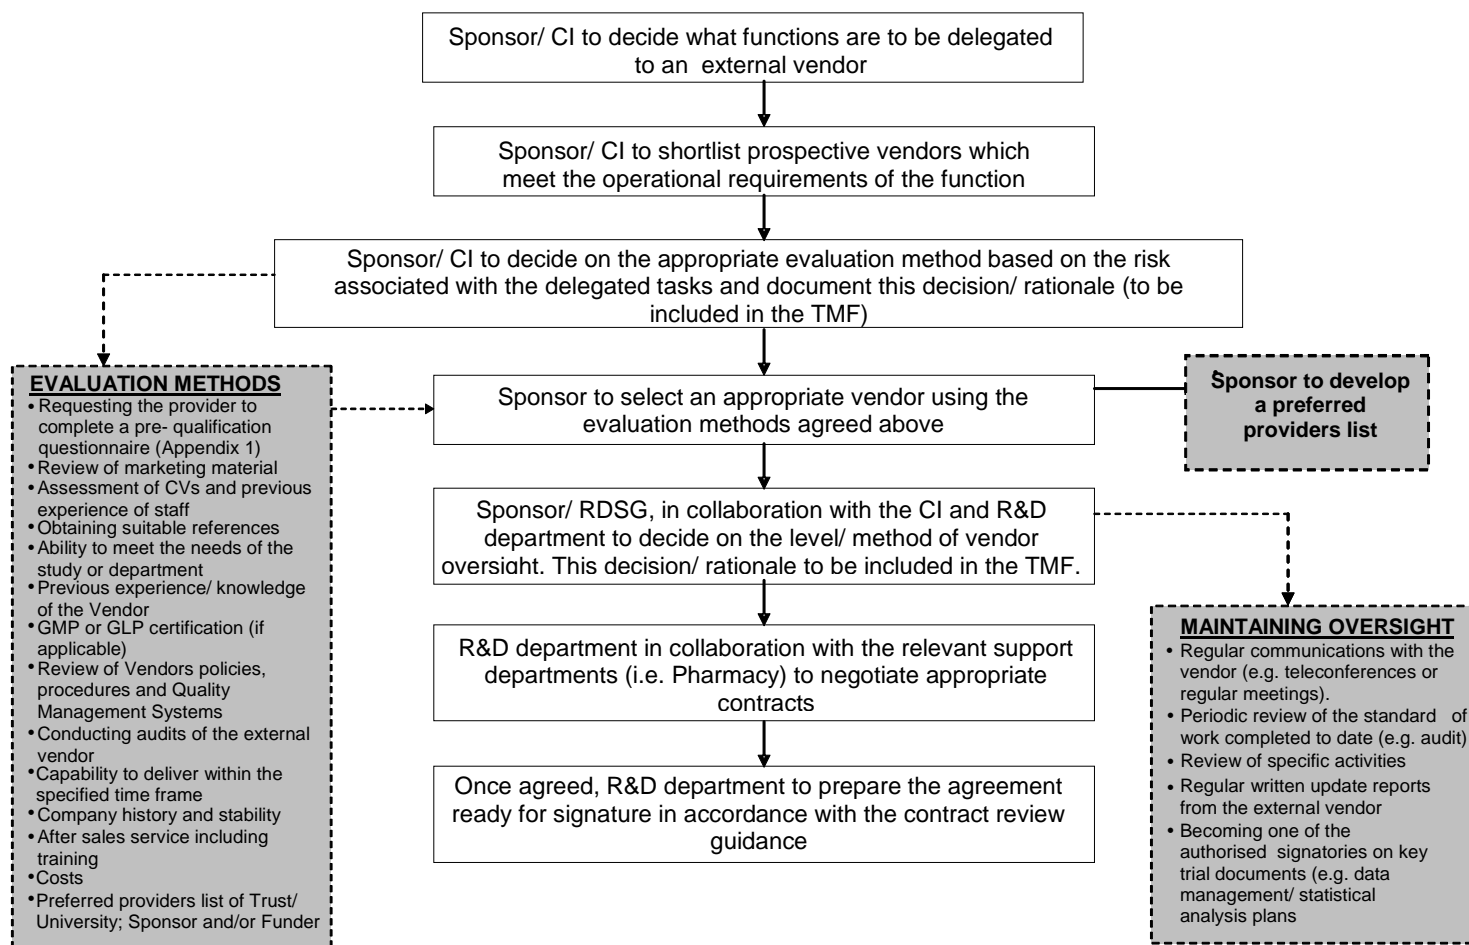 Sponsor/ CI to decide what functions are to be delegated
to an external vendor
Sponsor/ CI to shortlist prospective vendors which
meet the operational requirements of the function
Sponsor/ CI to decide on the appropriate evaluation method based on the risk
associated with the delegated tasks and document this decision/ rationale (to be
included in the TMF)
EVALUATION METHODS
• Requesting the provider to
complete a pre- qualification
questionnaire (Appendix 1)
• Review of marketing material
• Assessment of CVs and previous
experience of staff
• Obtaining suitable references
• Ability to meet the needs of the
study or department
• Previous experience/ knowledge
of the Vendor
• GMP or GLP certification (if
applicable)
• Review of Vendors policies,
procedures and Quality
Management Systems
• Conducting audits of the external
vendor
• Capability to deliver within the
specified time frame
• Company history and stability
• After sales service including
training
• Costs
• Preferred providers list of Trust/
University; Sponsor and/or Funder
Sponsor to select an appropriate vendor using the
evaluation methods agreed above
Sponsor to develop
a preferred
providers list
Sponsor/ RDSG, in collaboration with the CI and R&D
department to decide on the level/ method of vendor
oversight. This decision/ rationale to be included in the TMF.
R&D department in collaboration with the relevant support
departments (i.e. Pharmacy) to negotiate appropriate
contracts
Once agreed, R&D department to prepare the agreement
ready for signature in accordance with the contract review
guidance
MAINTAINING OVERSIGHT
• Regular communications with the
vendor (e.g. teleconferences or
regular meetings).
• Periodic review of the standard of
work completed to date (e.g. audit)
• Review of specific activities
• Regular written update reports
from the external vendor
• Becoming one of the
authorised signatories on key
trial documents (e.g. data
management/ statistical
analysis plans